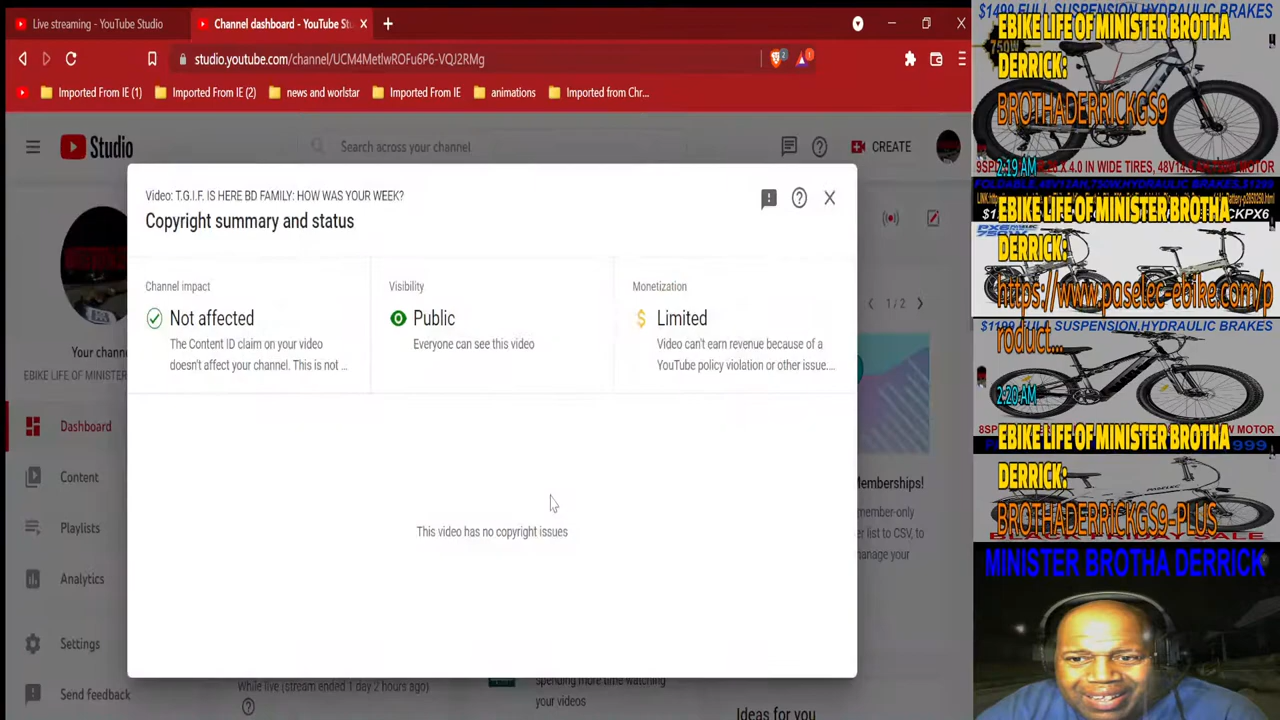 Live streaming - YouTube Studio
Channel dashboard - YouTube St
studio.youtube.com/channel/UCM4MetlwROFu6P6-VQJ2RMg
2
1
Imported From IE (1)
Imported From IE (2)
news and worlstar
Imported From IE
animations
Imported from Chr...
Studio
Search across your channel
CREATE
Video: T.G.I.F. IS HERE BD FAMILY: HOW WAS YOUR WEEK?
Copyright summary and status
Channel impact
Not affected
The Content ID claim on your video
doesn't affect your channel. This is not ...
Visibility
Public
Everyone can see this video
Monetization
Limited
Video can't earn revenue because of a
YouTube policy violation or other issue....
This video has no copyright issues
Your chann
EBIKE LIFE OF MINISTER
Dashboard
Content
Playlists
Analytics
Settings
Send feedback
1 / 2
Memberships!
member-only
er list to CSV, to
manage your
While live (stream ended 1 day 2 hours ago)
spending more time watching
your videos
Ideas for you
$1499 FULL SUSPENSION,HYDRAULIC BRAKES
750W
EBIKE LIFE OF MINISTER BROTHA
DERRICK:
BROTHADERRICKGS9
2:19 AM
EBIKE LIFE OF MINISTER BROTHA
DERRICK:
https://www.paselec-ebike.com/p
roduct...
$1199 FULL SUSPENSION,HYDRAULIC BRAKES
2:20 AM
EBIKE LIFE OF MINISTER BROTHA
DERRICK:
BROTHADERRICKGS9-PLUS
MINISTER BROTHA DERRICK